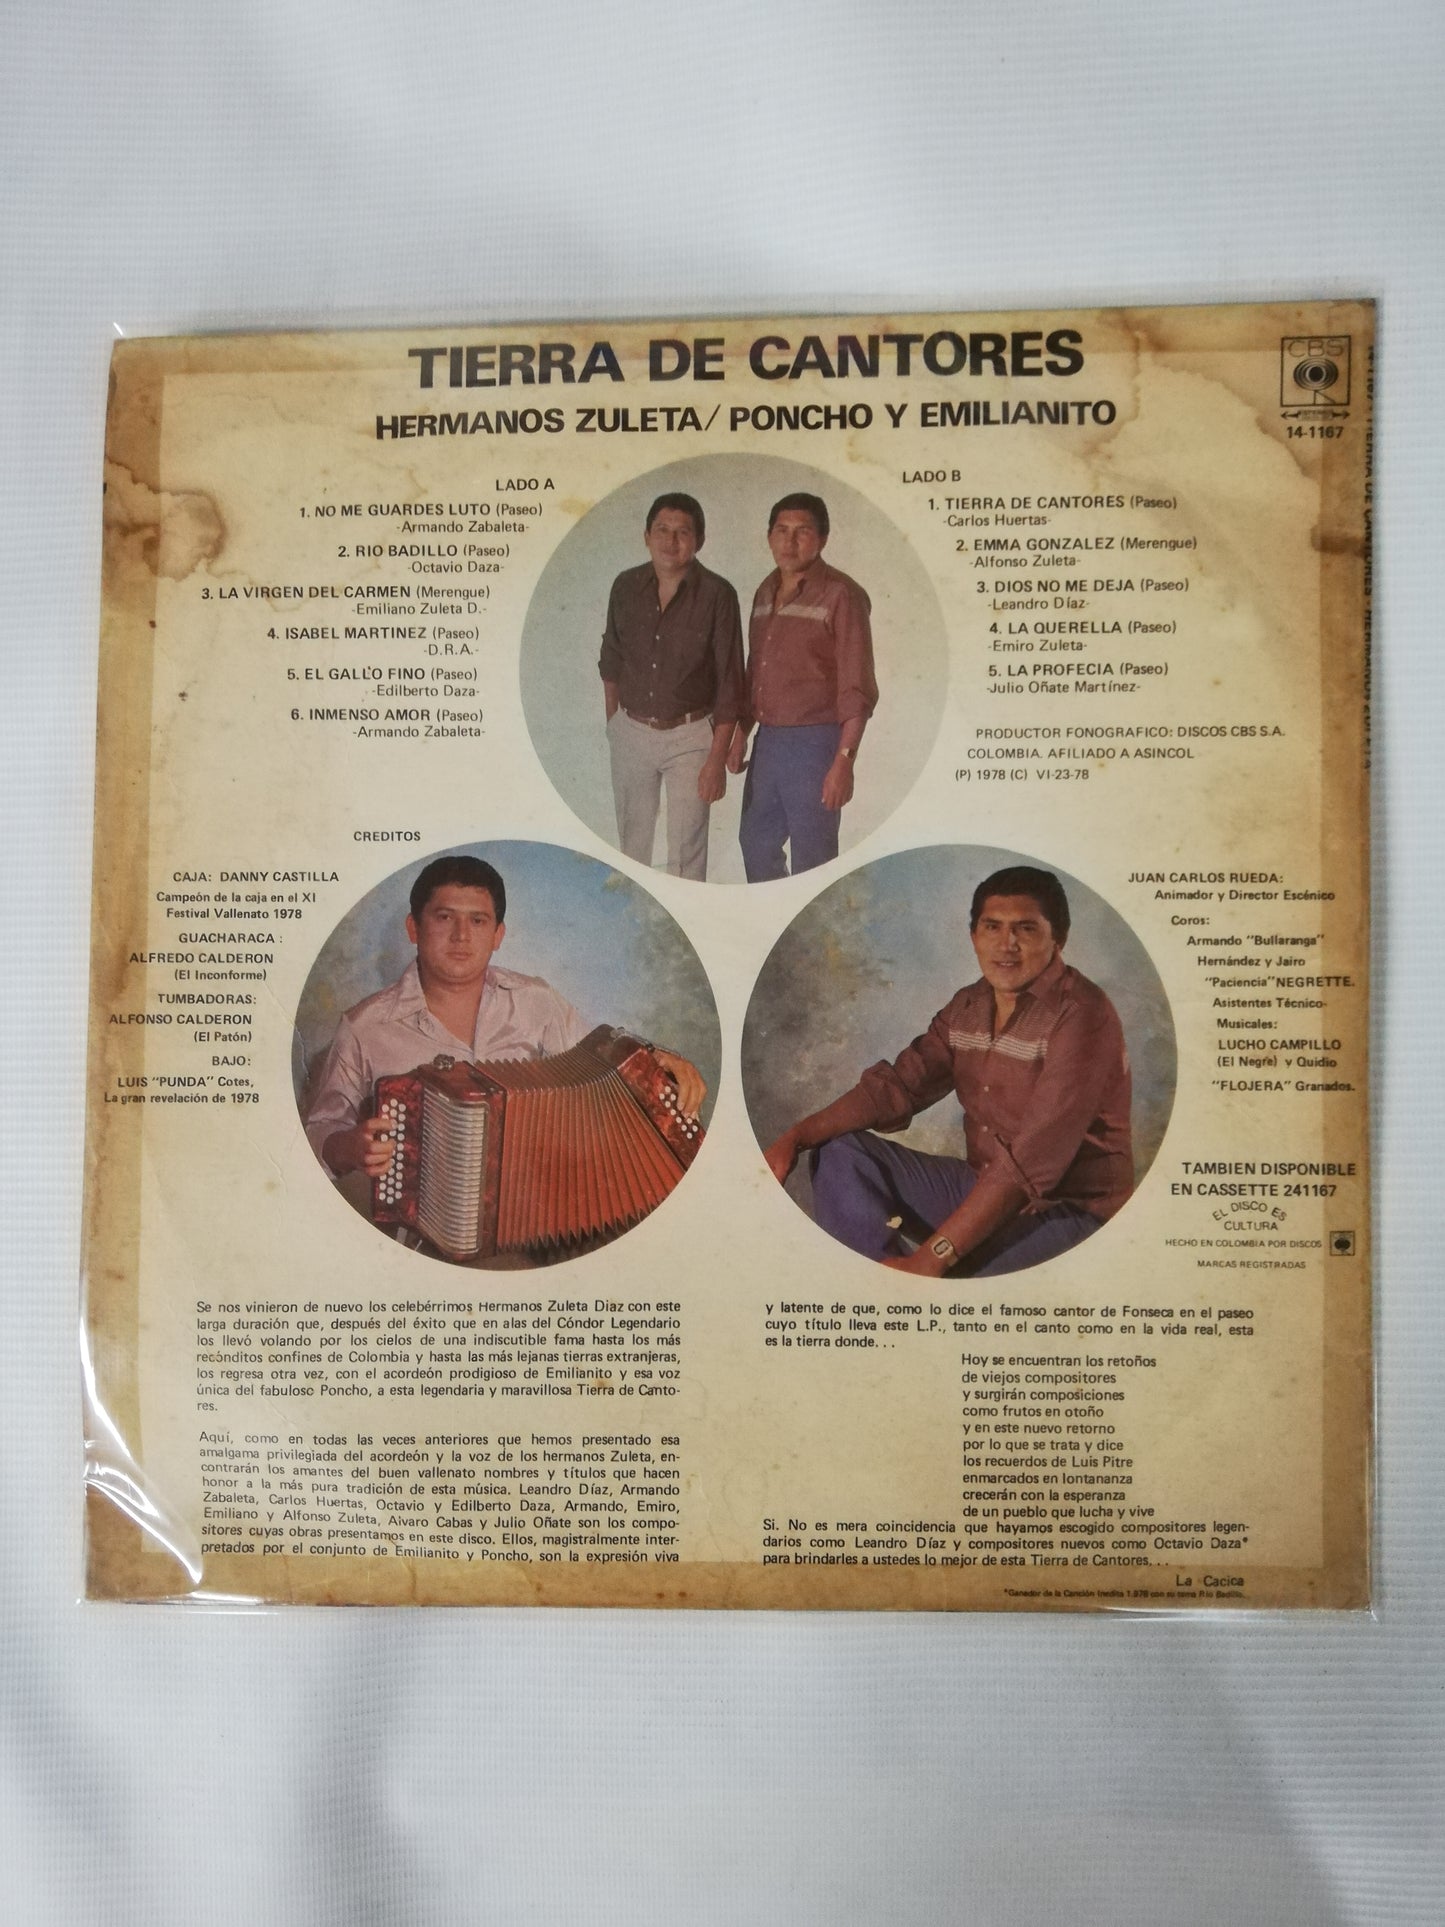 TIERRA DE CANTORES
HERMANOS ZULETA/ PONCHO Y EMILIANITO
CBS
STEREO
14-1167
LADO A
1. NO ME GUARDES LUTO (Paseo)
-Armando Zabaleta-
2. RIO BADILLO (Paseo)
-Octavio Daza-
3. LA VIRGEN DEL CARMEN (Merengue)
-Emiliano Zuleta D.-
4. ISABEL MARTINEZ (Paseo)
-D.R.A.-
5. EL GALLO FINO (Paseo)
-Edilberto Daza-
6. INMENSO AMOR (Paseo)
-Armando Zabaleta-
LADO B
1. TIERRA DE CANTORES (Paseo)
-Carlos Huertas-
2. EMMA GONZALEZ (Merengue)
-Alfonso Zuleta-
3. DIOS NO ME DEJA (Paseo)
-Leandro Díaz-
4. LA QUERELLA (Paseo)
-Emiro Zuleta-
5. LA PROFECIA (Paseo)
-Julio Oñate Martínez-
PRODUCTOR FONOGRAFICO: DISCOS CBS S.A.
COLOMBIA. AFILIADO A ASINCOL
(P) 1978 (C) VI-23-78
CREDITOS
CAJA: DANNY CASTILLA
Campeón de la caja en el XI
Festival Vallenato 1978
GUACHARACA :
ALFREDO CALDERON
(El Inconforme)
TUMBADORAS:
ALFONSO CALDERON
(El Patón)
BAJO:
LUIS "PUNDA" Cotes,
La gran revelación de 1978
JUAN CARLOS RUEDA:
Animador y Director Escénico
Coros:
Armando "Bullaranga"
Hernández y Jairo
"Paciencia"NEGRETTE.
Asistentes Técnico-
Musicales:
LUCHO CAMPILLO
(El Negre) y Quidio
"FLOJERA" Granados.
TAMBIEN DISPONIBLE
EN CASSETTE 241167
EL DISCO ES
CULTURA
HECHO EN COLOMBIA POR DISCOS
MARCAS REGISTRADAS
Se nos vinieron de nuevo los celebérrimos Hermanos Zuleta Diaz con este
larga duración que, después del éxito que en alas del Cóndor Legendario
los llevó volando por los cielos de una indiscutible fama hasta los más
recónditos confines de Colombia y hasta las más lejanas tierras extranjeras,
los regresa otra vez, con el acordeón prodigioso de Emilianito y esa voz
única del fabuloso Poncho, a esta legendaria y maravillosa Tierra de Canto-
res.
Aquí, como en todas las veces anteriores que hemos presentado esa
amalgama privilegiada del acordeón y la voz de los hermanos Zuleta, en-
contrarán los amantes del buen vallenato nombres y títulos que hacen
honor a la más pura tradición de esta música. Leandro Díaz, Armando
Zabaleta, Carlos Huertas, Octavio y Edilberto Daza, Armando, Emiro,
Emiliano y Alfonso Zuleta, Alvaro Cabas y Julio Oñate son los compo-
sitores cuyas obras presentamos en este disco. Ellos, magistralmente inter-
pretados por el conjunto de Emilianito y Poncho, son la expresión viva
y latente de que, como lo dice el famoso cantor de Fonseca en el paseo
cuyo título lleva este L.P., tanto en el canto como en la vida real, esta
es la tierra donde. . .
Hoy se encuentran los retoños
de viejos compositores
y surgirán composiciones
como frutos en otoño
y en este nuevo retorno
por lo que se trata y dice
los recuerdos de Luis Pitre
enmarcados en lontananza
crecerán con la esperanza
de un pueblo que lucha y vive
Si. No es mera coincidencia que hayamos escogido compositores legen-
darios como Leandro Díaz y compositores nuevos como Octavio Daza*
para brindarles a ustedes lo mejor de esta Tierra de Cantores. . .
La Cacica
*Ganador de la Canción Inedita 1.978 con su tema Río Badillo.